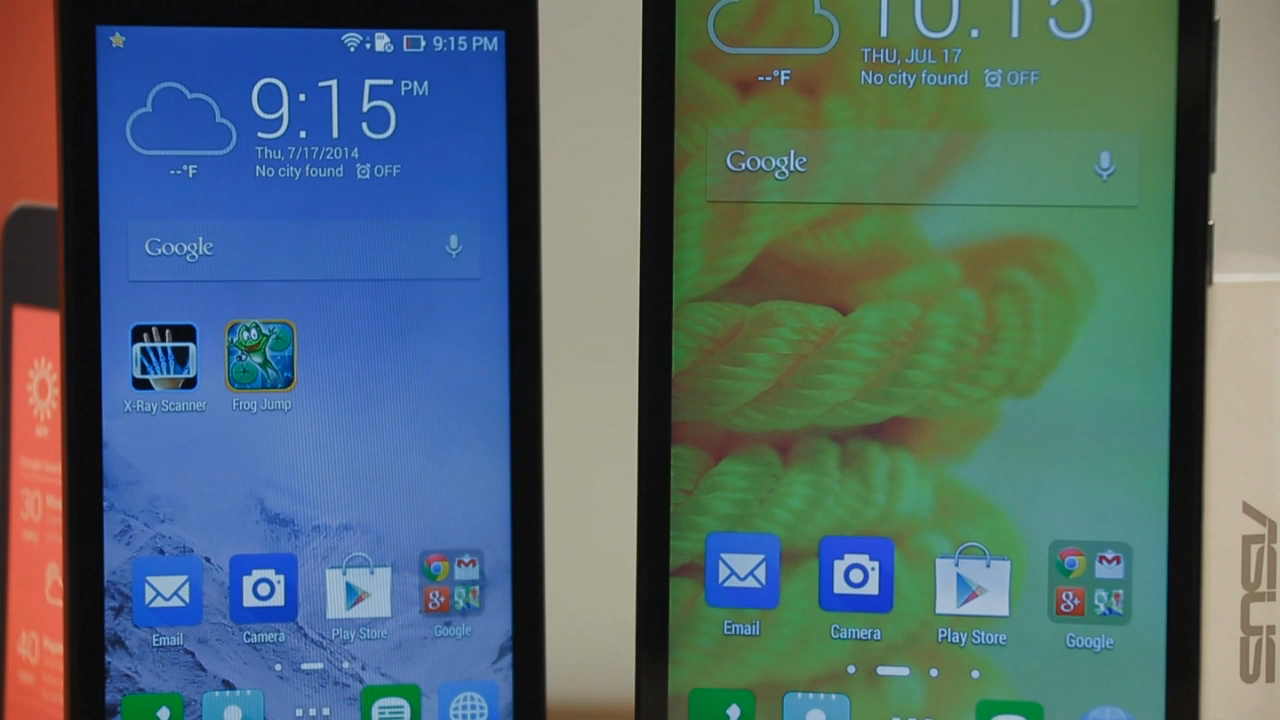 9:15 PM
9:15 PM
Thu, 7/17/2014
--°F
No city found
OFF
Google
X-Ray Scanner
Frog Jump
Email
Camera
Play Store
Google
10:15
THU, JUL 17
--°F
No city found
OFF
Google
Email
Camera
Play Store
Google
30
40
ASUS